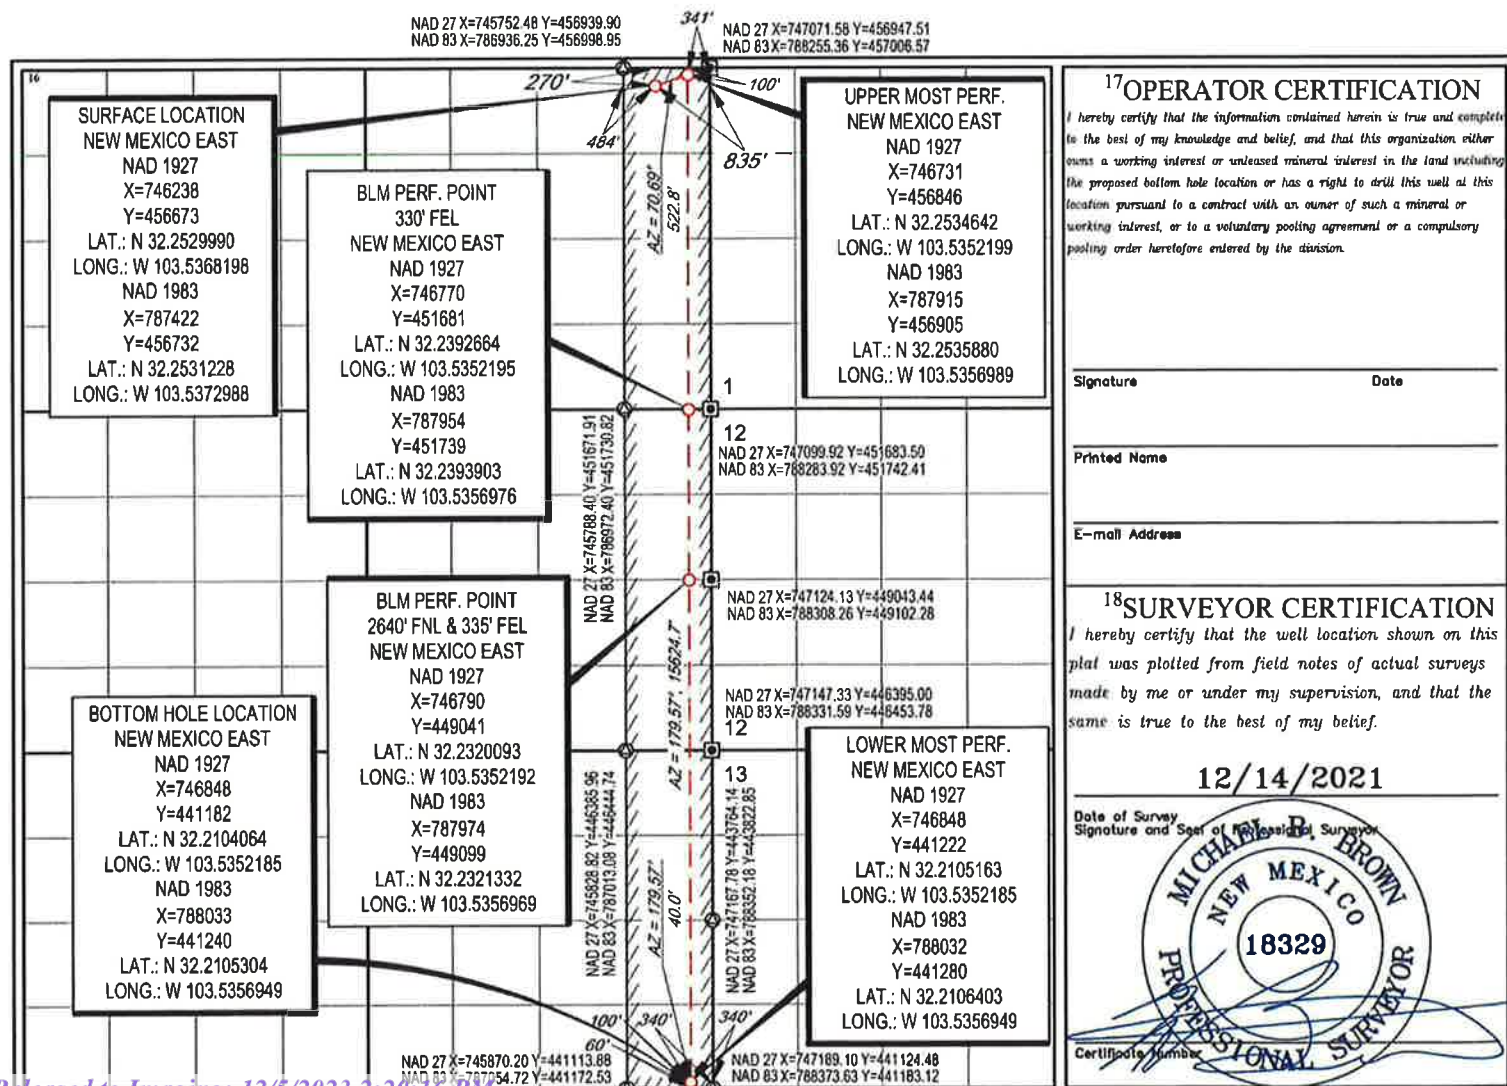 NAD 27 X=745752.48 Y=456939.90
NAD 83 X=786936.25 Y=456998.95
341'
NAD 27 X=747071.58 Y=456947.51
NAD 83 X=788255.36 Y=457006.57
16
270'
100'
484'
835'
AZ = 70.69°
522.8'
SURFACE LOCATION
NEW MEXICO EAST
NAD 1927
X=746238
Y=456673
LAT.: N 32.2529990
LONG.: W 103.5368198
NAD 1983
X=787422
Y=456732
LAT.: N 32.2531228
LONG.: W 103.5372988
BLM PERF. POINT
330' FEL
NEW MEXICO EAST
NAD 1927
X=746770
Y=451681
LAT.: N 32.2392664
LONG.: W 103.5352195
NAD 1983
X=787954
Y=451739
LAT.: N 32.2393903
LONG.: W 103.5356976
UPPER MOST PERF.
NEW MEXICO EAST
NAD 1927
X=746731
Y=456846
LAT.: N 32.2534642
LONG.: W 103.5352199
NAD 1983
X=787915
Y=456905
LAT.: N 32.2535880
LONG.: W 103.5356989
1
12
NAD 27 X=747099.92 Y=451683.50
NAD 83 X=788283.92 Y=451742.41
NAD 27 X=745788.40 Y=451671.91
NAD 83 X=786972.40 Y=451730.82
BLM PERF. POINT
2640' FNL & 335' FEL
NEW MEXICO EAST
NAD 1927
X=746790
Y=449041
LAT.: N 32.2320093
LONG.: W 103.5352192
NAD 1983
X=787974
Y=449099
LAT.: N 32.2321332
LONG.: W 103.5356969
NAD 27 X=747124.13 Y=449043.44
NAD 83 X=788308.26 Y=449102.28
AZ = 179.57°, 15624.7'
NAD 27 X=747147.33 Y=446395.00
NAD 83 X=788331.59 Y=446453.78
12
13
BOTTOM HOLE LOCATION
NEW MEXICO EAST
NAD 1927
X=746848
Y=441182
LAT.: N 32.2104064
LONG.: W 103.5352185
NAD 1983
X=788033
Y=441240
LAT.: N 32.2105304
LONG.: W 103.5356949
NAD 27 X=745828.82 Y=446385.96
NAD 83 X=787013.08 Y=446444.74
AZ = 179.57°
40.0'
NAD 27 X=747167.78 Y=443764.14
NAD 83 X=788352.18 Y=443822.85
LOWER MOST PERF.
NEW MEXICO EAST
NAD 1927
X=746848
Y=441222
LAT.: N 32.2105163
LONG.: W 103.5352185
NAD 1983
X=788032
Y=441280
LAT.: N 32.2106403
LONG.: W 103.5356949
100'
340'
340'
60'
NAD 27 X=745870.20 Y=441113.88
NAD 83 X=787054.72 Y=441172.53
NAD 27 X=747189.10 Y=441124.48
NAD 83 X=788373.63 Y=441183.12
17 OPERATOR CERTIFICATION
I hereby certify that the information contained herein is true and complete
to the best of my knowledge and belief, and that this organization either
owns a working interest or unleased mineral interest in the land including
the proposed bottom hole location or has a right to drill this well at this
location pursuant to a contract with an owner of such a mineral or
working interest, or to a voluntary pooling agreement or a compulsory
pooling order heretofore entered by the division.
Signature Date
Printed Name
E-mail Address
18 SURVEYOR CERTIFICATION
I hereby certify that the well location shown on this
plat was plotted from field notes of actual surveys
made by me or under my supervision, and that the
same is true to the best of my belief.
12/14/2021
Date of Survey
Signature and Seal of Professional Surveyor
MICHAEL B. BROWN
NEW MEXICO
18329
PROFESSIONAL SURVEYOR
Certificate Number